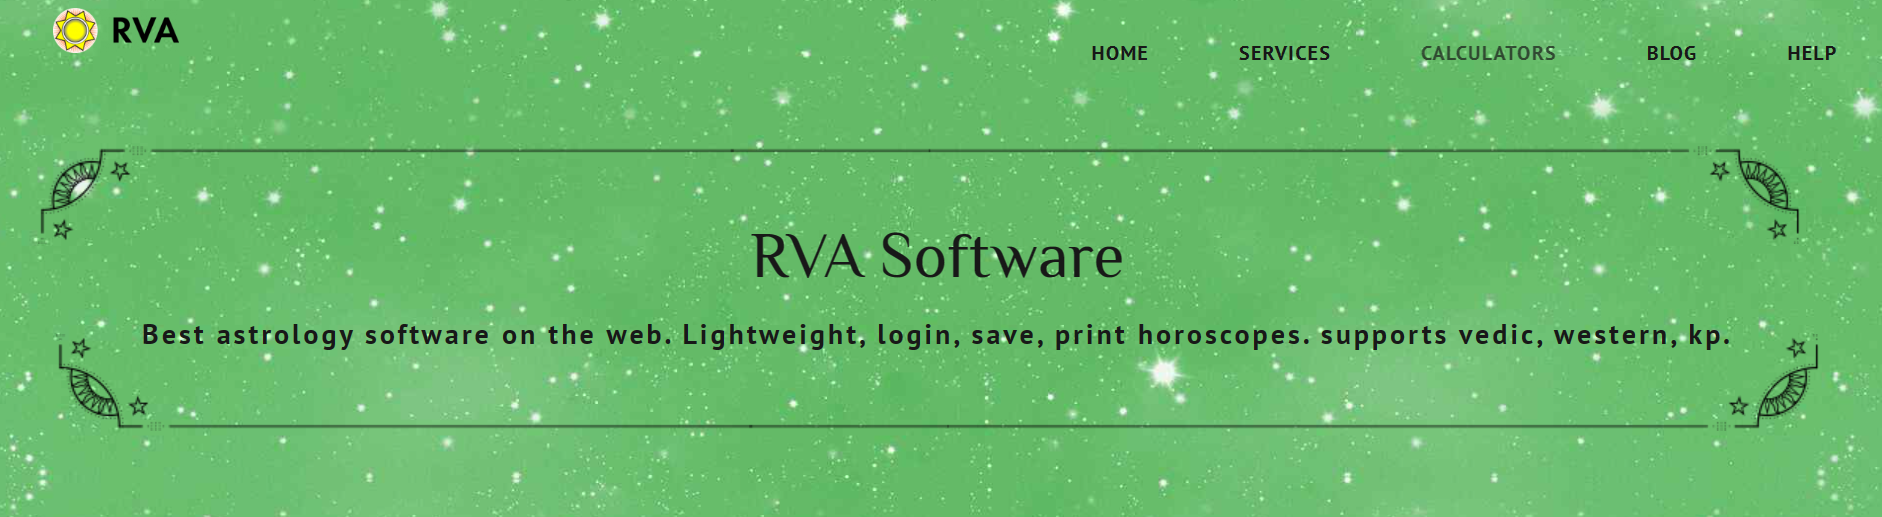 RVA
HOME SERVICES CALCULATORS BLOG HELP
RVA Software
Best astrology software on the web. Lightweight, login, save, print horoscopes. supports vedic, western, kp.